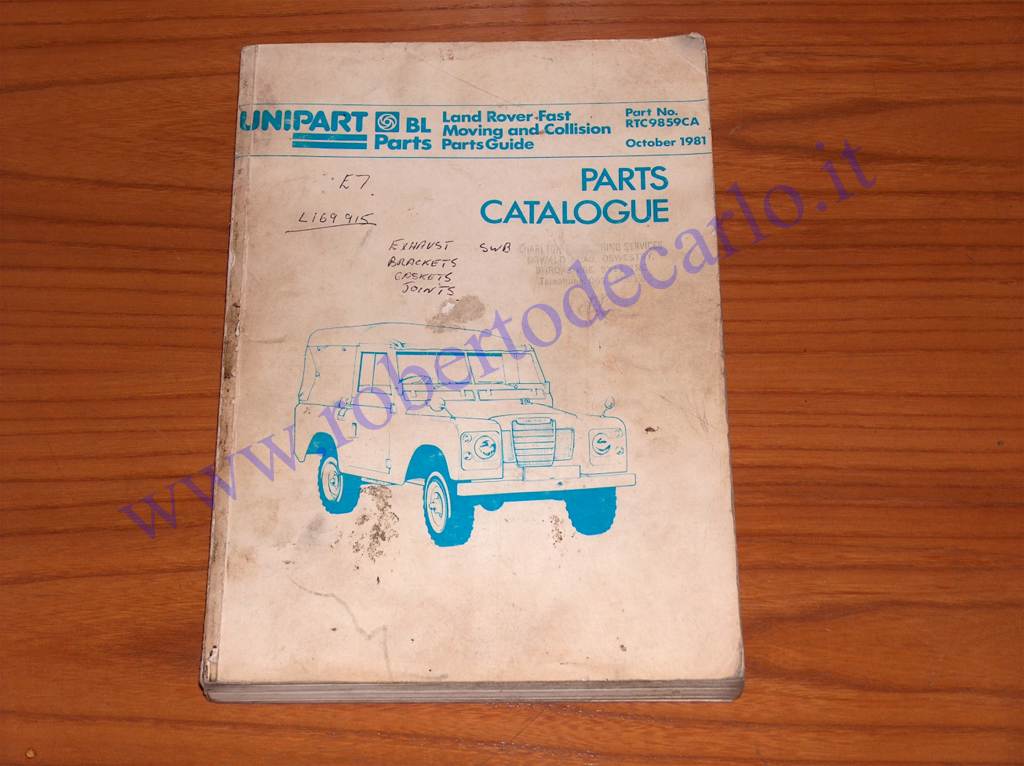 UNIPART BL Parts
Land Rover-Fast
Moving and Collision
Parts Guide
Part No.
RTC9859CA
October 1981
PARTS
CATALOGUE
E7
EXHAUST SWB
BRACKETS
GASKETS
JOINTS
www.robertodecarlo.it